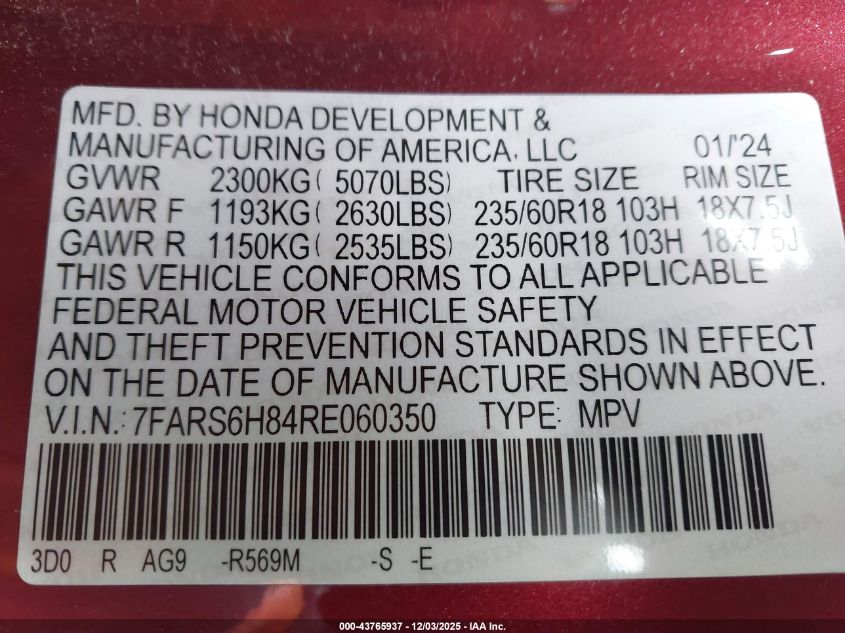 MFD. BY HONDA DEVELOPMENT &
MANUFACTURING OF AMERICA, LLC 01/'24
GVWR 2300KG( 5070LBS) TIRE SIZE RIM SIZE
GAWR F 1193KG( 2630LBS) 235/60R18 103H 18X7.5J
GAWR R 1150KG( 2535LBS) 235/60R18 103H 18X7.5J
THIS VEHICLE CONFORMS TO ALL APPLICABLE
FEDERAL MOTOR VEHICLE SAFETY
AND THEFT PREVENTION STANDARDS IN EFFECT
ON THE DATE OF MANUFACTURE SHOWN ABOVE.
V.I.N.: 7FARS6H84RE060350 TYPE: MPV
3D0 R AG9 -R569M -S -E
000-43765937 - 12/03/2025 - IAA Inc.